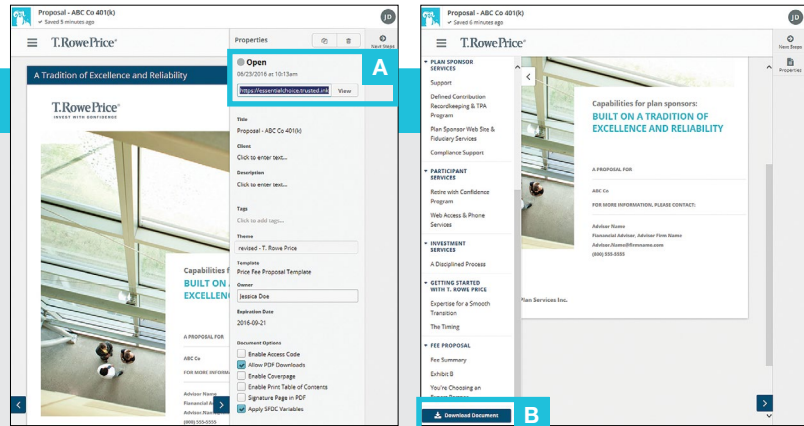 Proposal - ABC Co 401(k)
✓ Saved 5 minutes ago
JD
T.RowePrice
Properties
Next Steps
A Tradition of Excellence and Reliability
T.RowePrice
INVEST WITH CONFIDENCE
Capabilities f
BUILT ON
EXCELLEN
A PROPOSAL FOR
ABC Co
FOR MORE INFORMA
Advisor Name
Financial A
Advisor.Nam
(800) 555-5555
Open
06/23/2016 at 10:13am
https://essentialchoice.trusted.ink
View
A
Title
Proposal - ABC Co 401(k)
Client
Click to enter text...
Description
Click to enter text...
Tags
Click to add tags...
Theme
revised - T. Rowe Price
Template
Price Fee Proposal Template
Owner
Jessica Doe
Expiration Date
2016-09-21
Document Options
Enable Access Code
Allow PDF Downloads
Enable Coverpage
Enable Print Table of Contents
Signature Page in PDF
Apply SFDC Variables
Proposal - ABC Co 401(k)
✓ Saved 6 minutes ago
JD
T.RowePrice
Next Steps
Properties
PLAN SPONSOR
SERVICES
Support
Defined Contribution
Recordkeeping & TPA
Program
Plan Sponsor Web Site &
Fiduciary Services
Compliance Support
PARTICIPANT
SERVICES
Retire with Confidence
Program
Web Access & Phone
Services
INVESTMENT
SERVICES
A Disciplined Process
GETTING STARTED
WITH T. ROWE PRICE
Expertise for a Smooth
Transition
The Timing
FEE PROPOSAL
Fee Summary
Exhibit B
You're Choosing an
Download Document
B
Capabilities for plan sponsors:
BUILT ON A TRADITION OF
EXCELLENCE AND RELIABILITY
A PROPOSAL FOR
ABC Co
FOR MORE INFORMATION, PLEASE CONTACT:
Advisor Name
Financial Advisor, Advisor Firm Name
Advisor.Name@firmname.com
(800) 555-5555
Plan Services Inc.